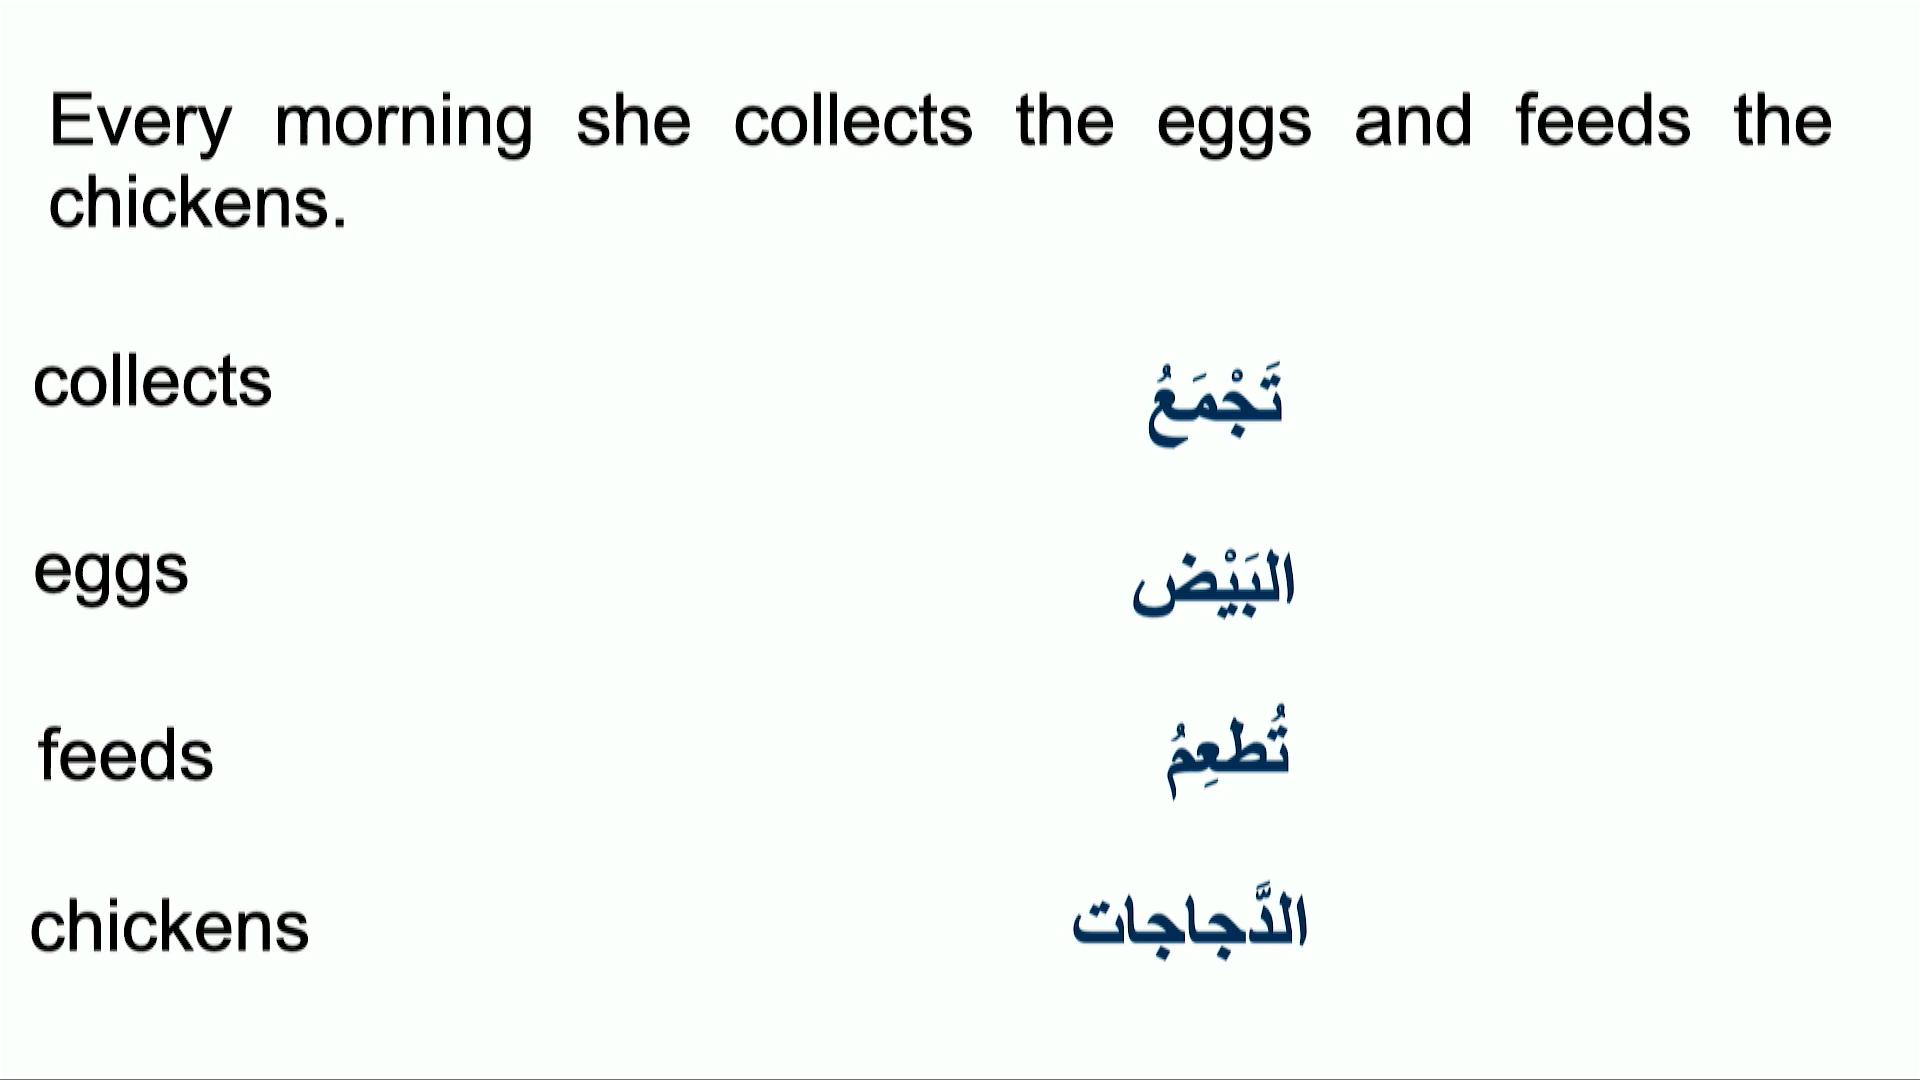 Every morning she collects the eggs and feeds the
chickens.
collects تَجْمَعُ
eggs البَيْض
feeds تُطعِمُ
chickens الدَّجاجات